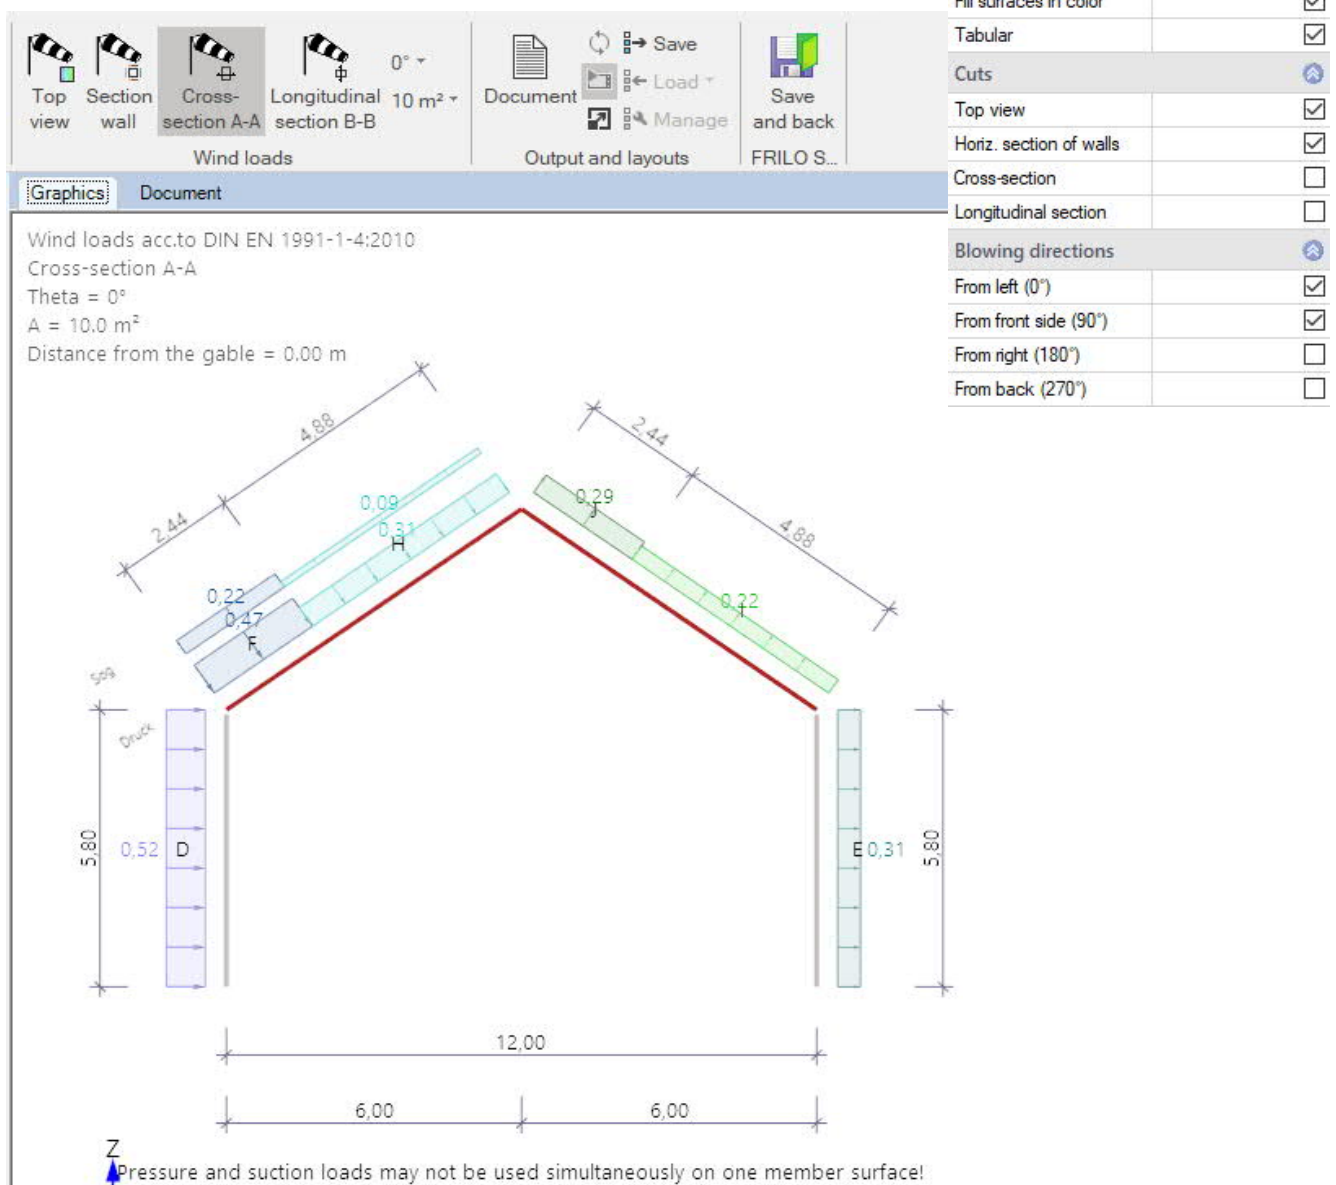 Top view
Section wall
Cross-section A-A
Longitudinal section B-B
0°
10 m²
Wind loads
Document
Save
Load
Manage
Output and layouts
Save and back
FRILO S...
Graphics
Document
Fill surfaces in color
Tabular
Cuts
Top view
Horiz. section of walls
Cross-section
Longitudinal section
Blowing directions
From left (0°)
From front side (90°)
From right (180°)
From back (270°)
Wind loads acc.to DIN EN 1991-1-4:2010
Cross-section A-A
Theta = 0°
A = 10.0 m²
Distance from the gable = 0.00 m
4,88
2,44
2,44
4,88
0,09
0,31
H
0,22
0,47
F
0,29
J
0,22
I
Sog
Druck
5,80
0,52
D
E
0,31
5,80
12,00
6,00
6,00
Z
Pressure and suction loads may not be used simultaneously on one member surface!